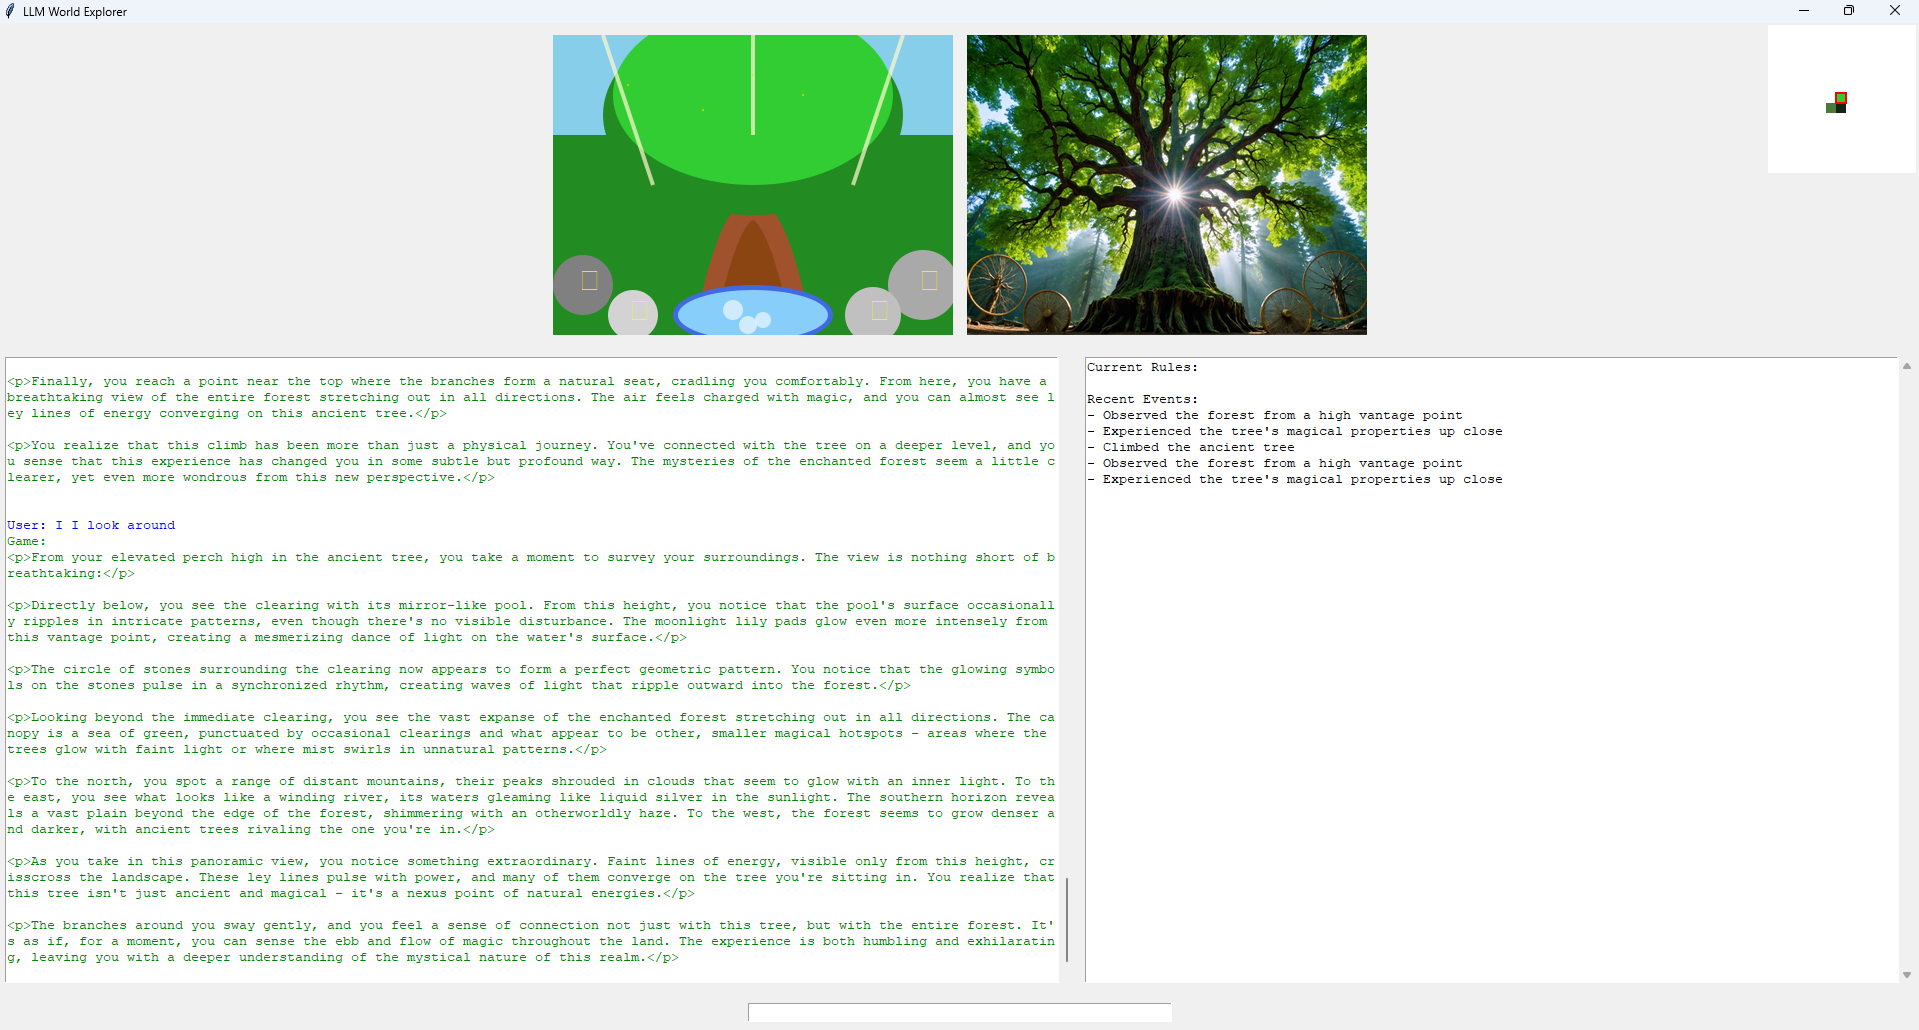 LLM World Explorer
<p>Finally, you reach a point near the top where the branches form a natural seat, cradling you comfortably. From here, you have a
breathtaking view of the entire forest stretching out in all directions. The air feels charged with magic, and you can almost see l
ey lines of energy converging on this ancient tree.</p>
<p>You realize that this climb has been more than just a physical journey. You've connected with the tree on a deeper level, and yo
u sense that this experience has changed you in some subtle but profound way. The mysteries of the enchanted forest seem a little c
learer, yet even more wondrous from this new perspective.</p>
User: I I look around
Game:
<p>From your elevated perch high in the ancient tree, you take a moment to survey your surroundings. The view is nothing short of b
reathtaking:</p>
<p>Directly below, you see the clearing with its mirror-like pool. From this height, you notice that the pool's surface occasionall
y ripples in intricate patterns, even though there's no visible disturbance. The moonlight lily pads glow even more intensely from
this vantage point, creating a mesmerizing dance of light on the water's surface.</p>
<p>The circle of stones surrounding the clearing now appears to form a perfect geometric pattern. You notice that the glowing symbo
ls on the stones pulse in a synchronized rhythm, creating waves of light that ripple outward into the forest.</p>
<p>Looking beyond the immediate clearing, you see the vast expanse of the enchanted forest stretching out in all directions. The ca
nopy is a sea of green, punctuated by occasional clearings and what appear to be other, smaller magical hotspots - areas where the
trees glow with faint light or where mist swirls in unnatural patterns.</p>
<p>To the north, you spot a range of distant mountains, their peaks shrouded in clouds that seem to glow with an inner light. To th
e east, you see what looks like a winding river, its waters gleaming like liquid silver in the sunlight. The southern horizon revea
ls a vast plain beyond the edge of the forest, shimmering with an otherworldly haze. To the west, the forest seems to grow denser a
nd darker, with ancient trees rivaling the one you're in.</p>
<p>As you take in this panoramic view, you notice something extraordinary. Faint lines of energy, visible only from this height, cr
isscross the landscape. These ley lines pulse with power, and many of them converge on the tree you're sitting in. You realize that
this tree isn't just ancient and magical - it's a nexus point of natural energies.</p>
<p>The branches around you sway gently, and you feel a sense of connection not just with this tree, but with the entire forest. It'
s as if, for a moment, you can sense the ebb and flow of magic throughout the land. The experience is both humbling and exhilaratin
g, leaving you with a deeper understanding of the mystical nature of this realm.</p>
Current Rules:
Recent Events:
- Observed the forest from a high vantage point
- Experienced the tree's magical properties up close
- Climbed the ancient tree
- Observed the forest from a high vantage point
- Experienced the tree's magical properties up close